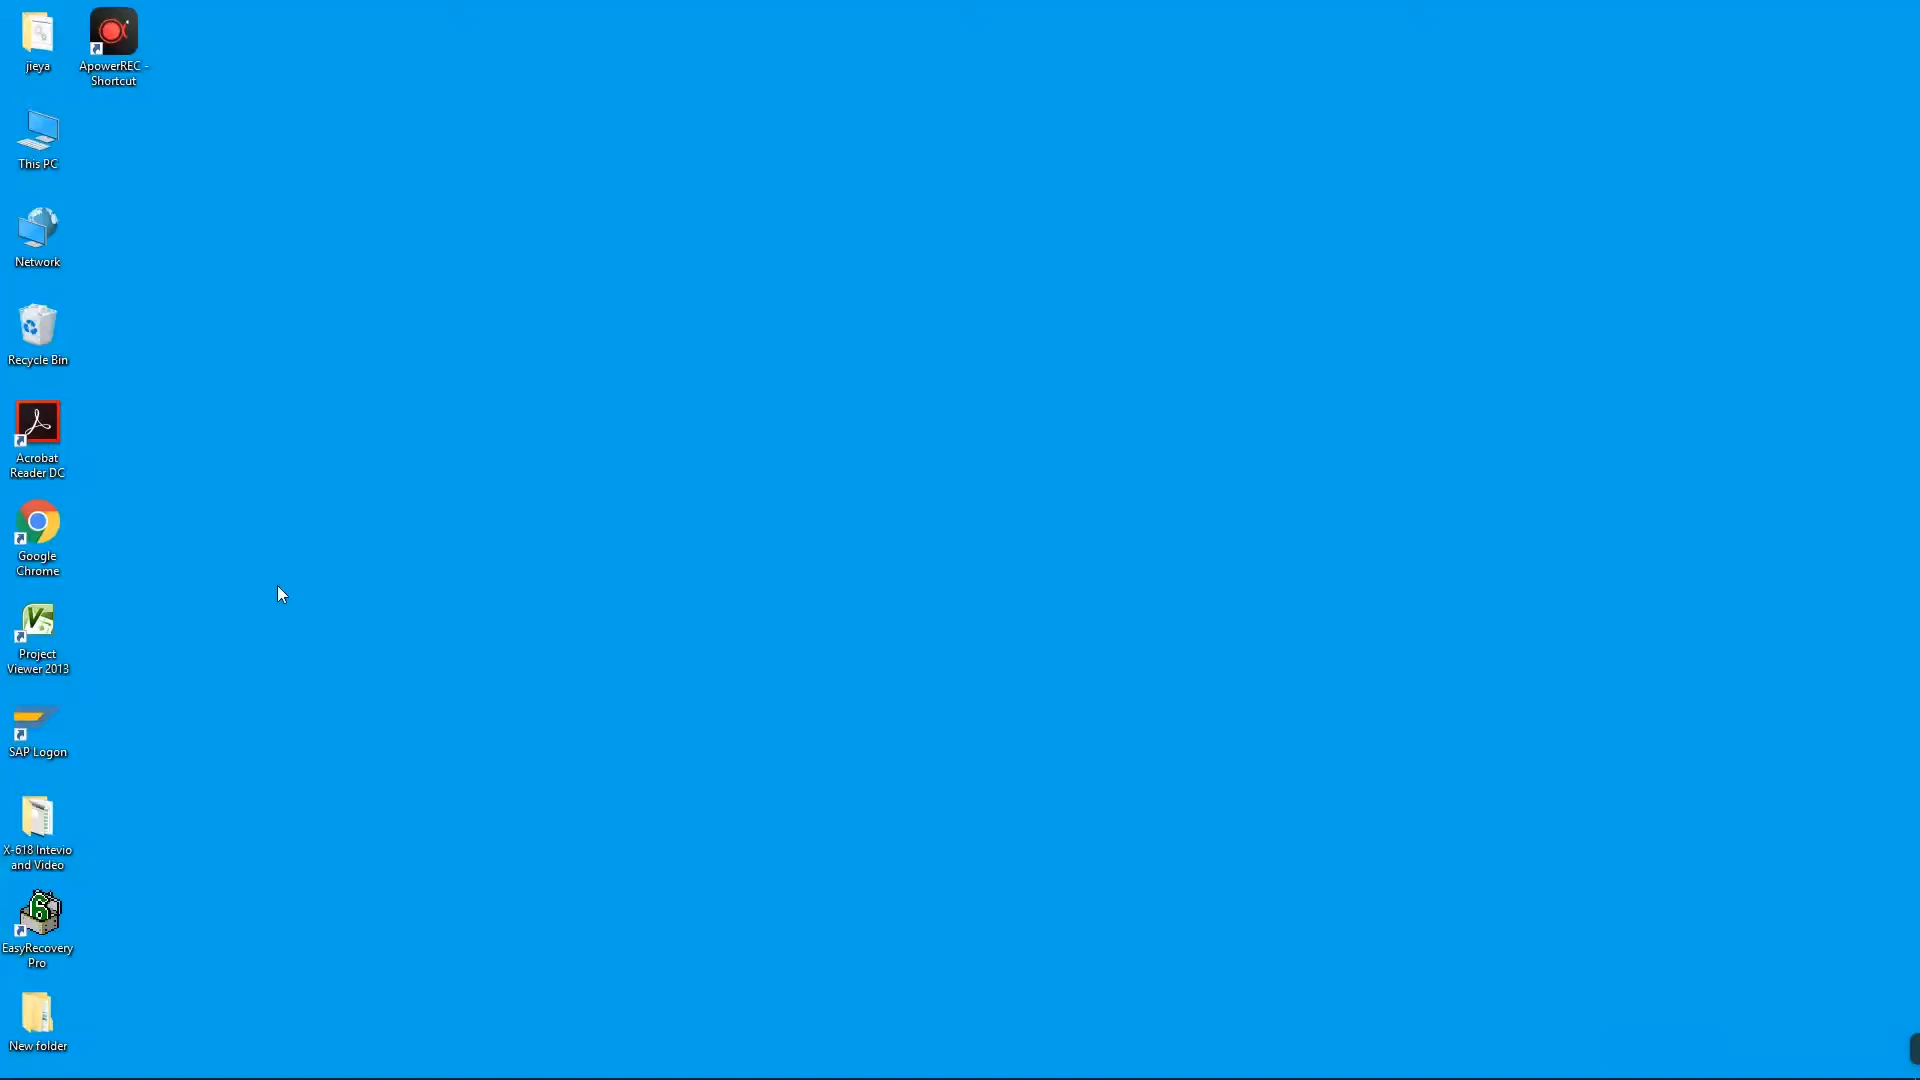 jieya
ApowerREC -
Shortcut
This PC
Network
Recycle Bin
Acrobat
Reader DC
Google
Chrome
Project
Viewer 2013
SAP Logon
X-618 Intevio
and Video
EasyRecovery
Pro
New folder